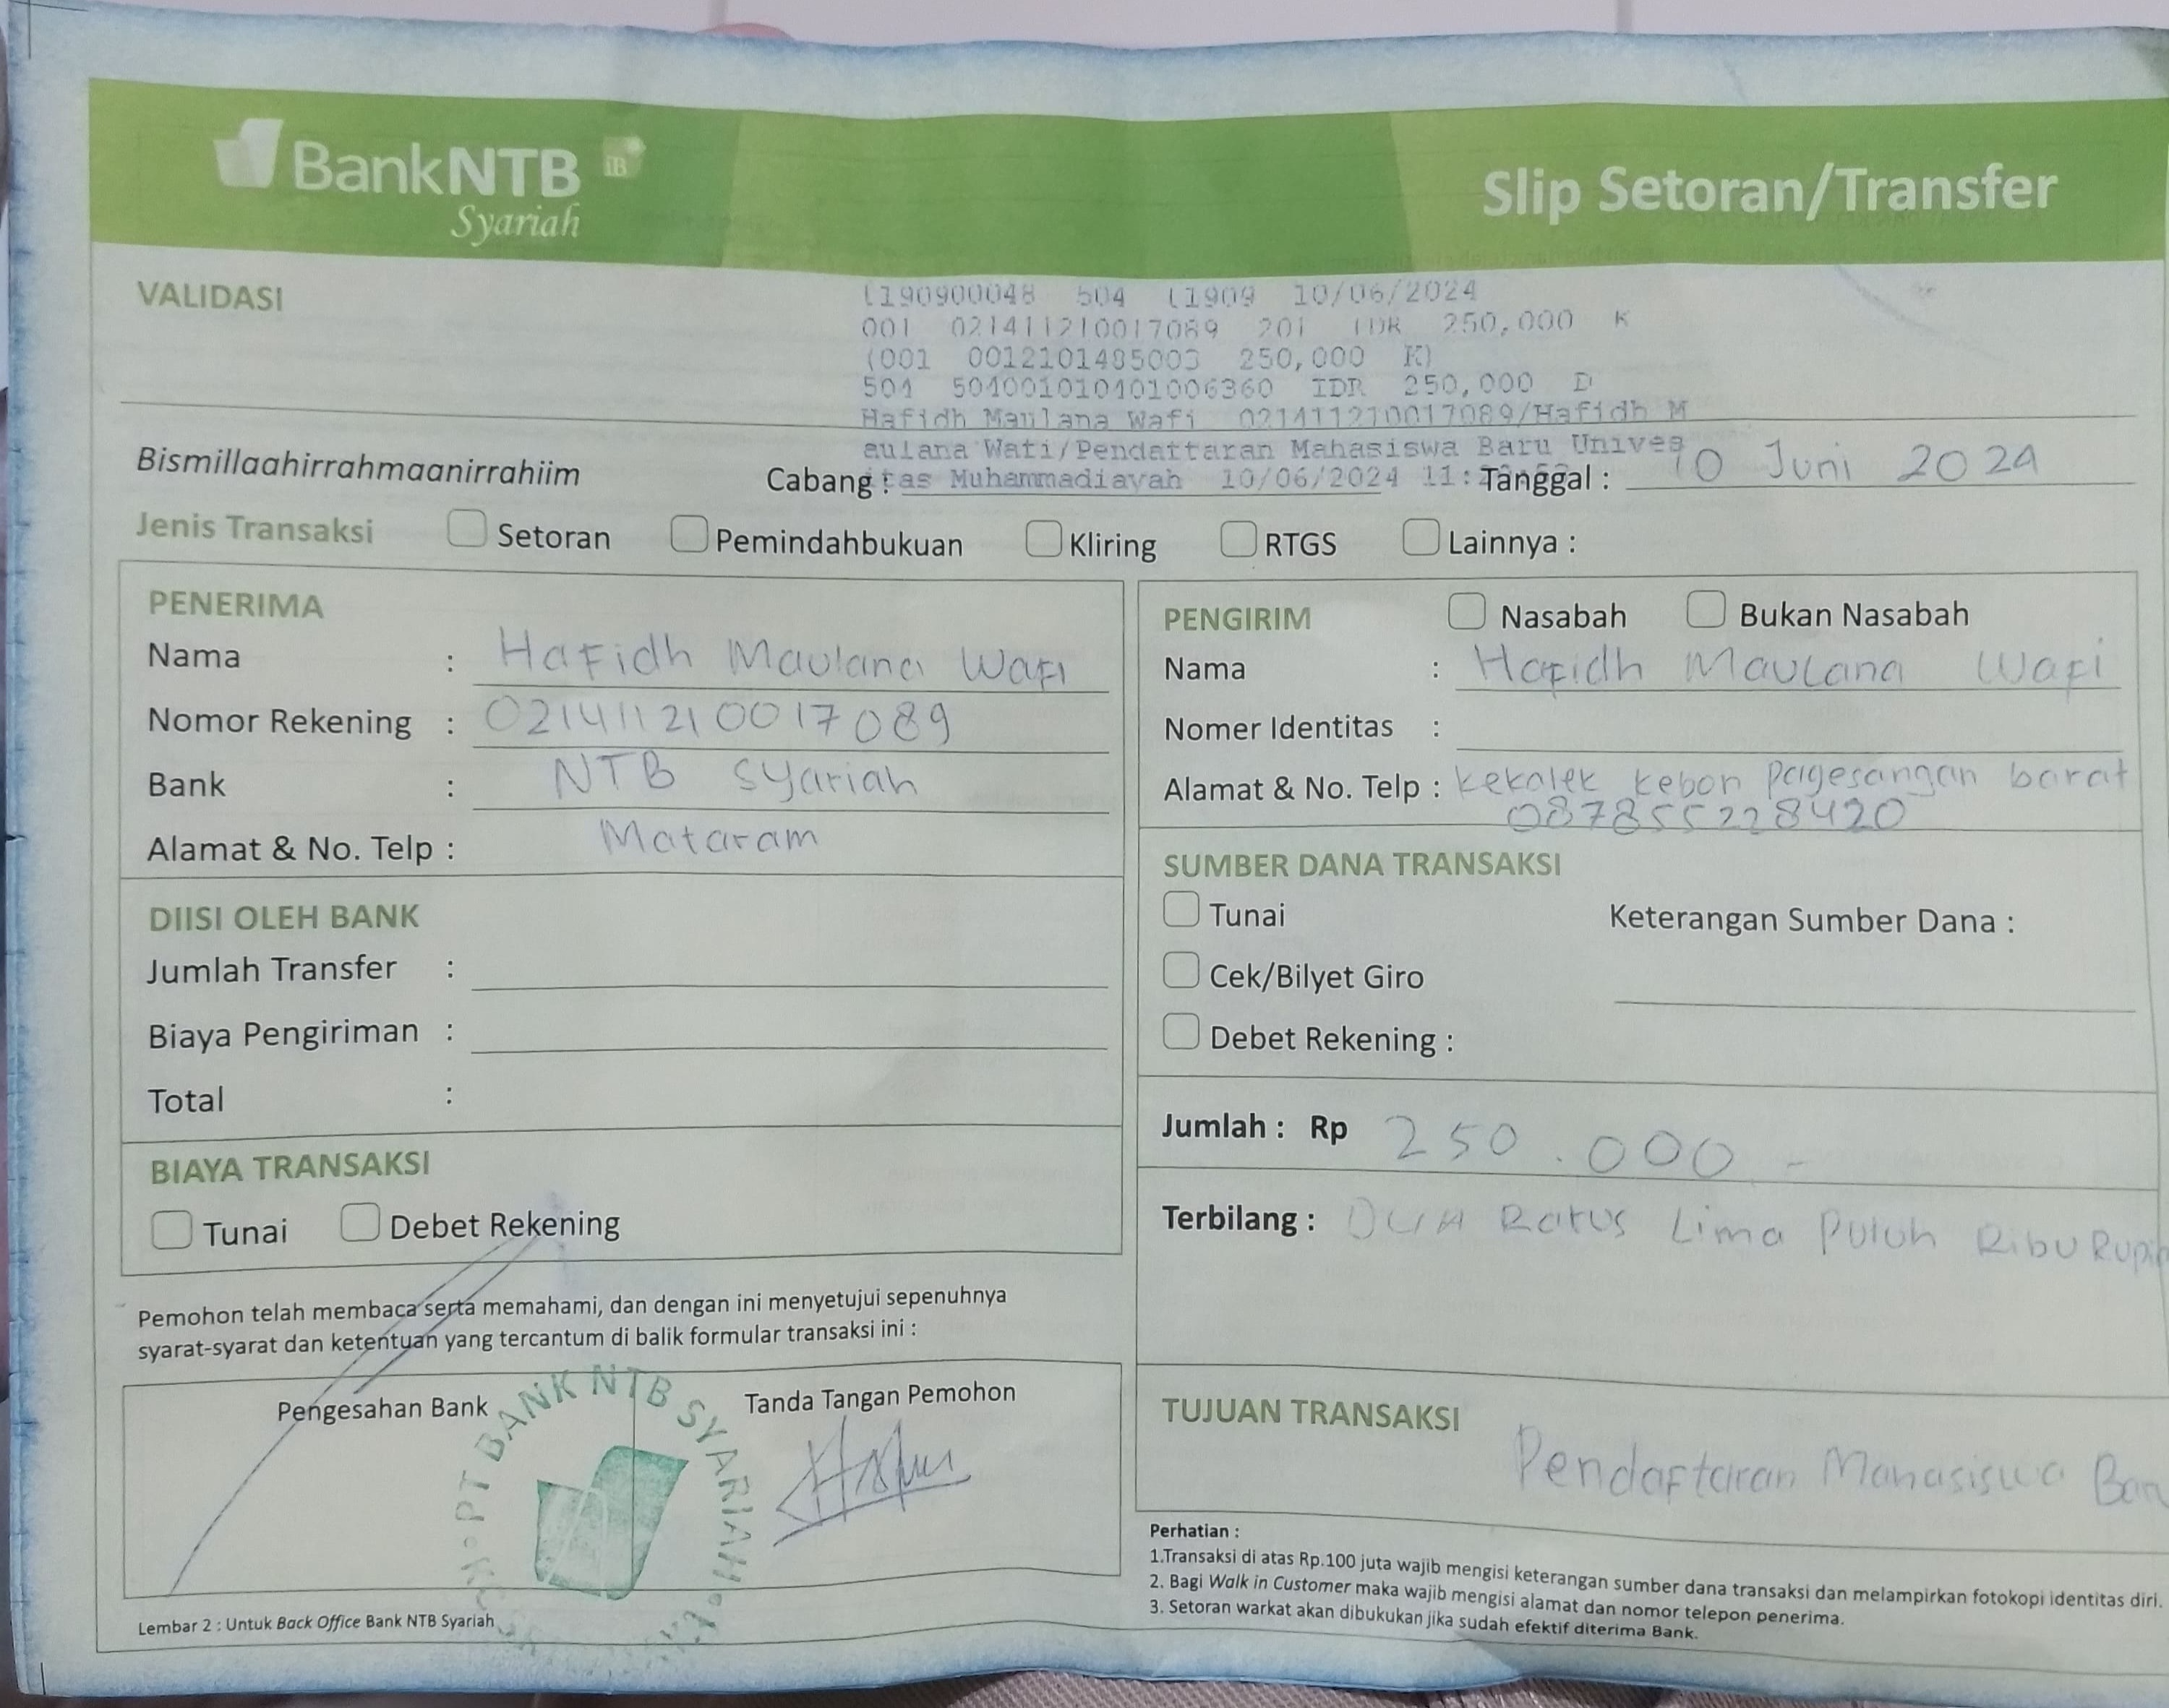 BankNTB iB
Syariah
Slip Setoran/Transfer
VALIDASI
L190900048 504 L1909 10/06/2024
001 021411210017089 201 IDR 250,000 K
(001 0012101485003 250,000 K)
504 504001010401006360 IDR 250,000 D
Hafidh Maulana Wafi 021411210017089/Hafidh M
aulana Wafi/Pendaftaran Mahasiswa Baru Unives
itas Muhammadiayah 10/06/2024 11:
Bismillaahirrahmaanirrahiim
Cabang :
Tanggal : 10 Juni 2024
Jenis Transaksi Setoran Pemindahbukuan Kliring RTGS Lainnya :
PENERIMA
Nama : Hafidh Maulana Wafi
Nomor Rekening : 021411210017089
Bank : NTB Syariah
Alamat & No. Telp : Mataram
DIISI OLEH BANK
Jumlah Transfer :
Biaya Pengiriman :
Total :
BIAYA TRANSAKSI
Tunai Debet Rekening
Pemohon telah membaca serta memahami, dan dengan ini menyetujui sepenuhnya
syarat-syarat dan ketentuan yang tercantum di balik formular transaksi ini :
Pengesahan Bank
Tanda Tangan Pemohon
PT BANK NTB SYARIAH
Lembar 2 : Untuk Back Office Bank NTB Syariah
PENGIRIM Nasabah Bukan Nasabah
Nama : Hafidh Maulana Wafi
Nomer Identitas :
Alamat & No. Telp : Kekalek kebon Pagesangan barat
087855228420
SUMBER DANA TRANSAKSI
Tunai Keterangan Sumber Dana :
Cek/Bilyet Giro
Debet Rekening :
Jumlah : Rp 250.000 -
Terbilang : DUA Ratus Lima Puluh Ribu Rupi
TUJUAN TRANSAKSI
Pendaftaran Mahasiswa Bar
Perhatian :
1.Transaksi di atas Rp.100 juta wajib mengisi keterangan sumber dana transaksi dan melampirkan fotokopi identitas diri.
2. Bagi Walk in Customer maka wajib mengisi alamat dan nomor telepon penerima.
3. Setoran warkat akan dibukukan jika sudah efektif diterima Bank.